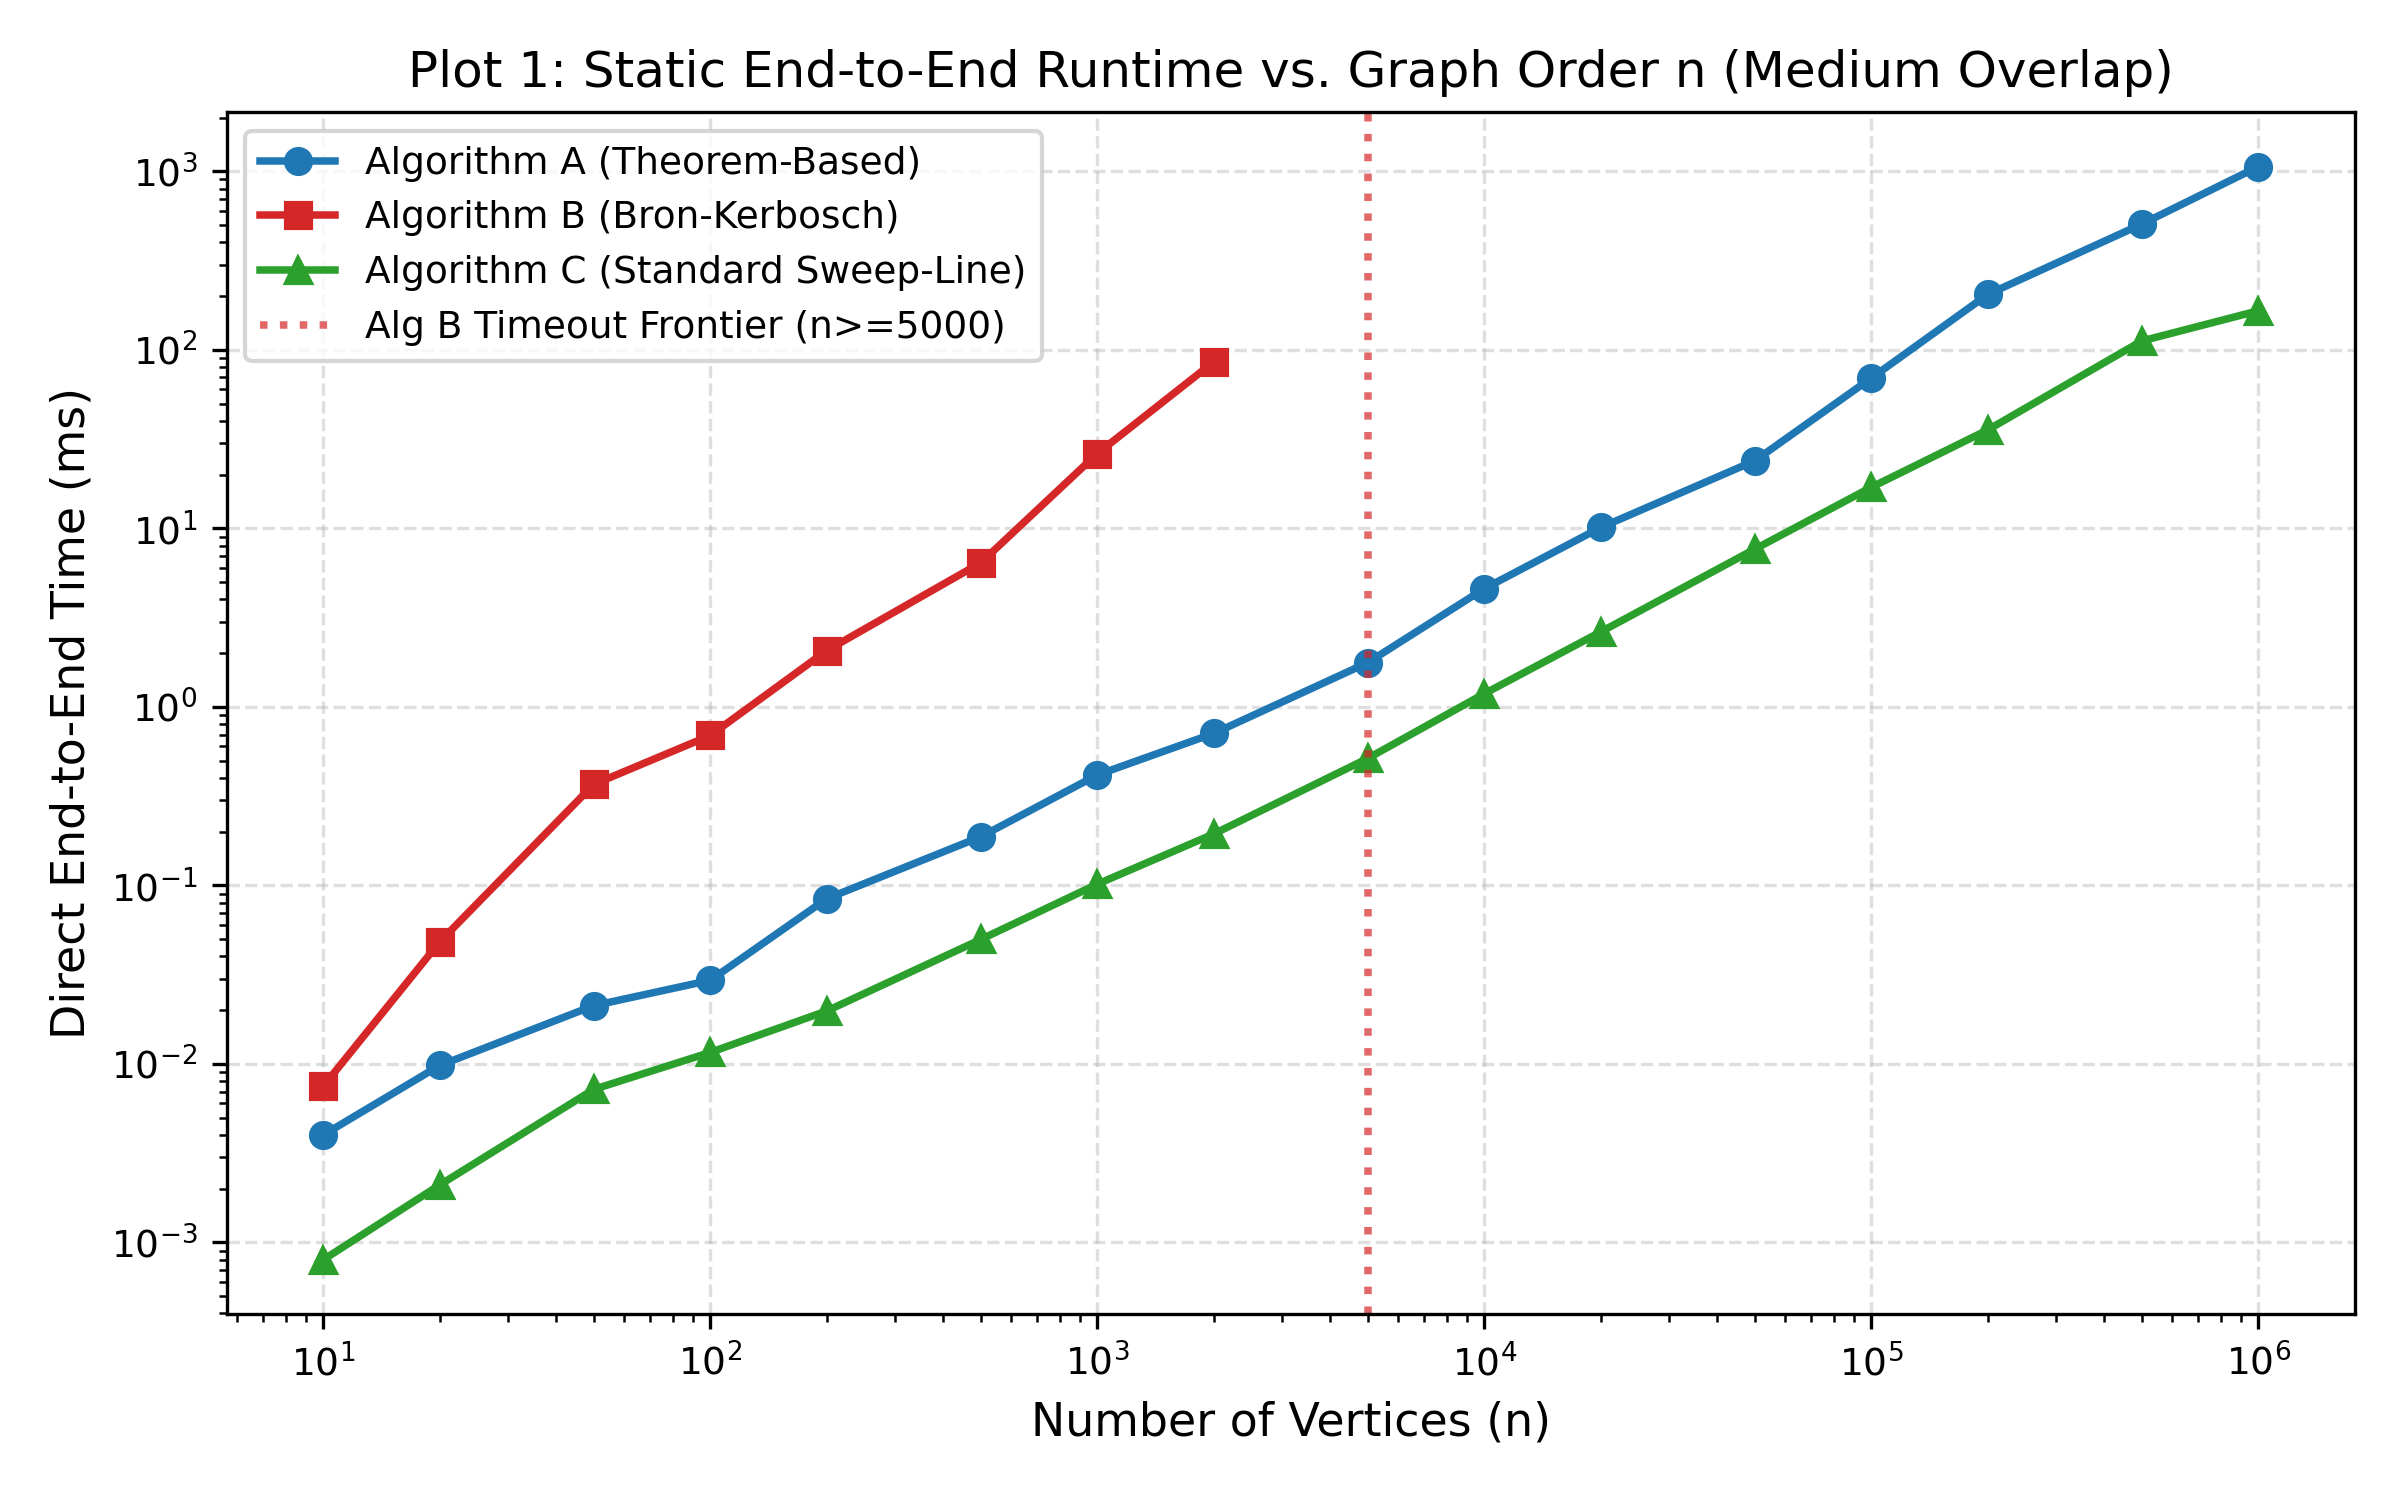 Plot 1: Static End-to-End Runtime vs. Graph Order n (Medium Overlap)
Algorithm A (Theorem-Based)
Algorithm B (Bron-Kerbosch)
Algorithm C (Standard Sweep-Line)
Alg B Timeout Frontier (n>=5000)
Direct End-to-End Time (ms)
10³
10²
10¹
10⁰
10⁻¹
10⁻²
10⁻³
10¹ 10² 10³ 10⁴ 10⁵ 10⁶
Number of Vertices (n)